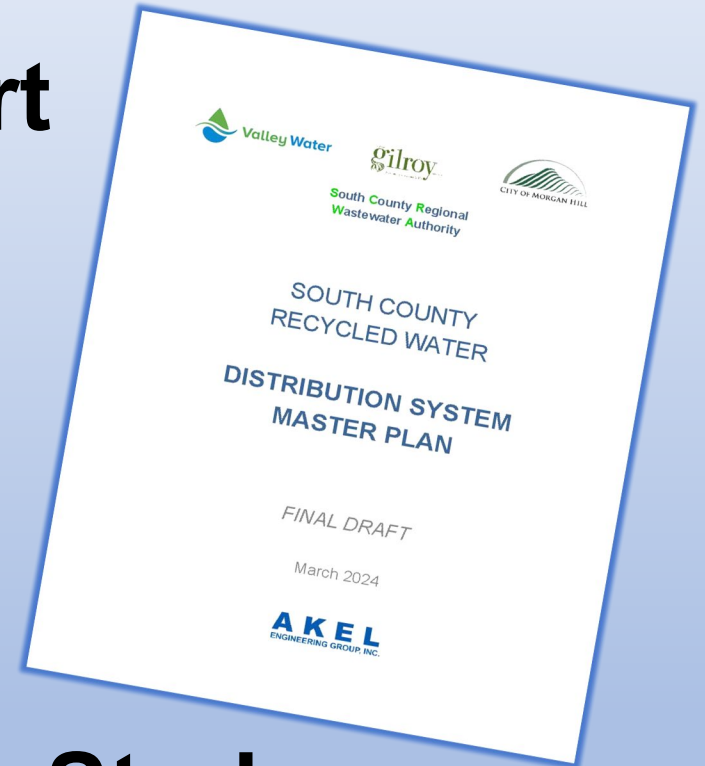 rt
Valley Water
gilroy
CITY OF MORGAN HILL
South County Regional
Wastewater Authority
SOUTH COUNTY
RECYCLED WATER
DISTRIBUTION SYSTEM
MASTER PLAN
FINAL DRAFT
March 2024
AKEL
ENGINEERING GROUP, INC.